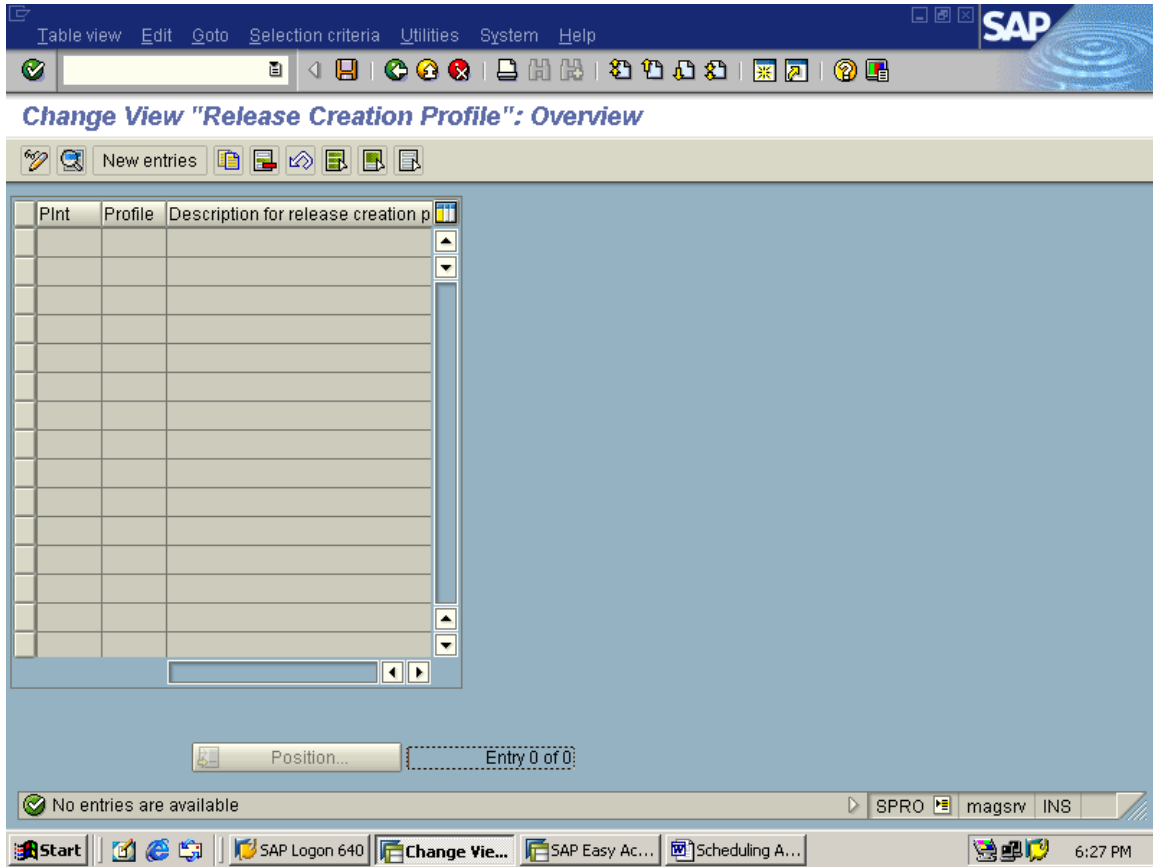 Table view Edit Goto Selection criteria Utilities System Help
SAP
Change View "Release Creation Profile": Overview
New entries
Plnt Profile Description for release creation p
Position... Entry 0 of 0
No entries are available SPRO magsrv INS
Start SAP Logon 640 Change Vie... SAP Easy Ac... Scheduling A... 6:27 PM